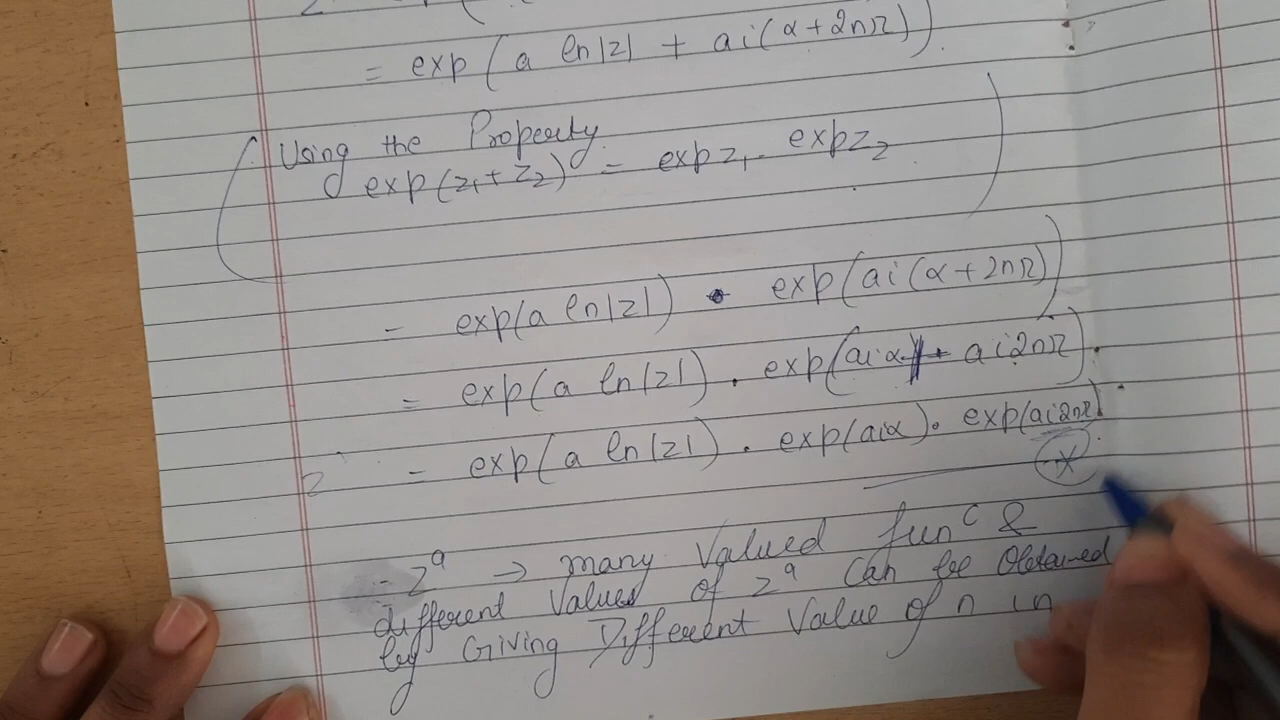 = exp(a ln|z| + ai(α+2nπ))
Using the Property
exp(z₁+z₂) = exp z₁ . exp z₂
= exp(a ln|z|) • exp(ai(α+2nπ))
= exp(a ln|z|) . exp(aiα + ai2nπ).
z = exp(a ln|z|) . exp(aiα). exp(ai2nπ)
*
z^a → many Valued fun^c &
different Values of z^a Can be Obtained
by Giving Different Value of n in